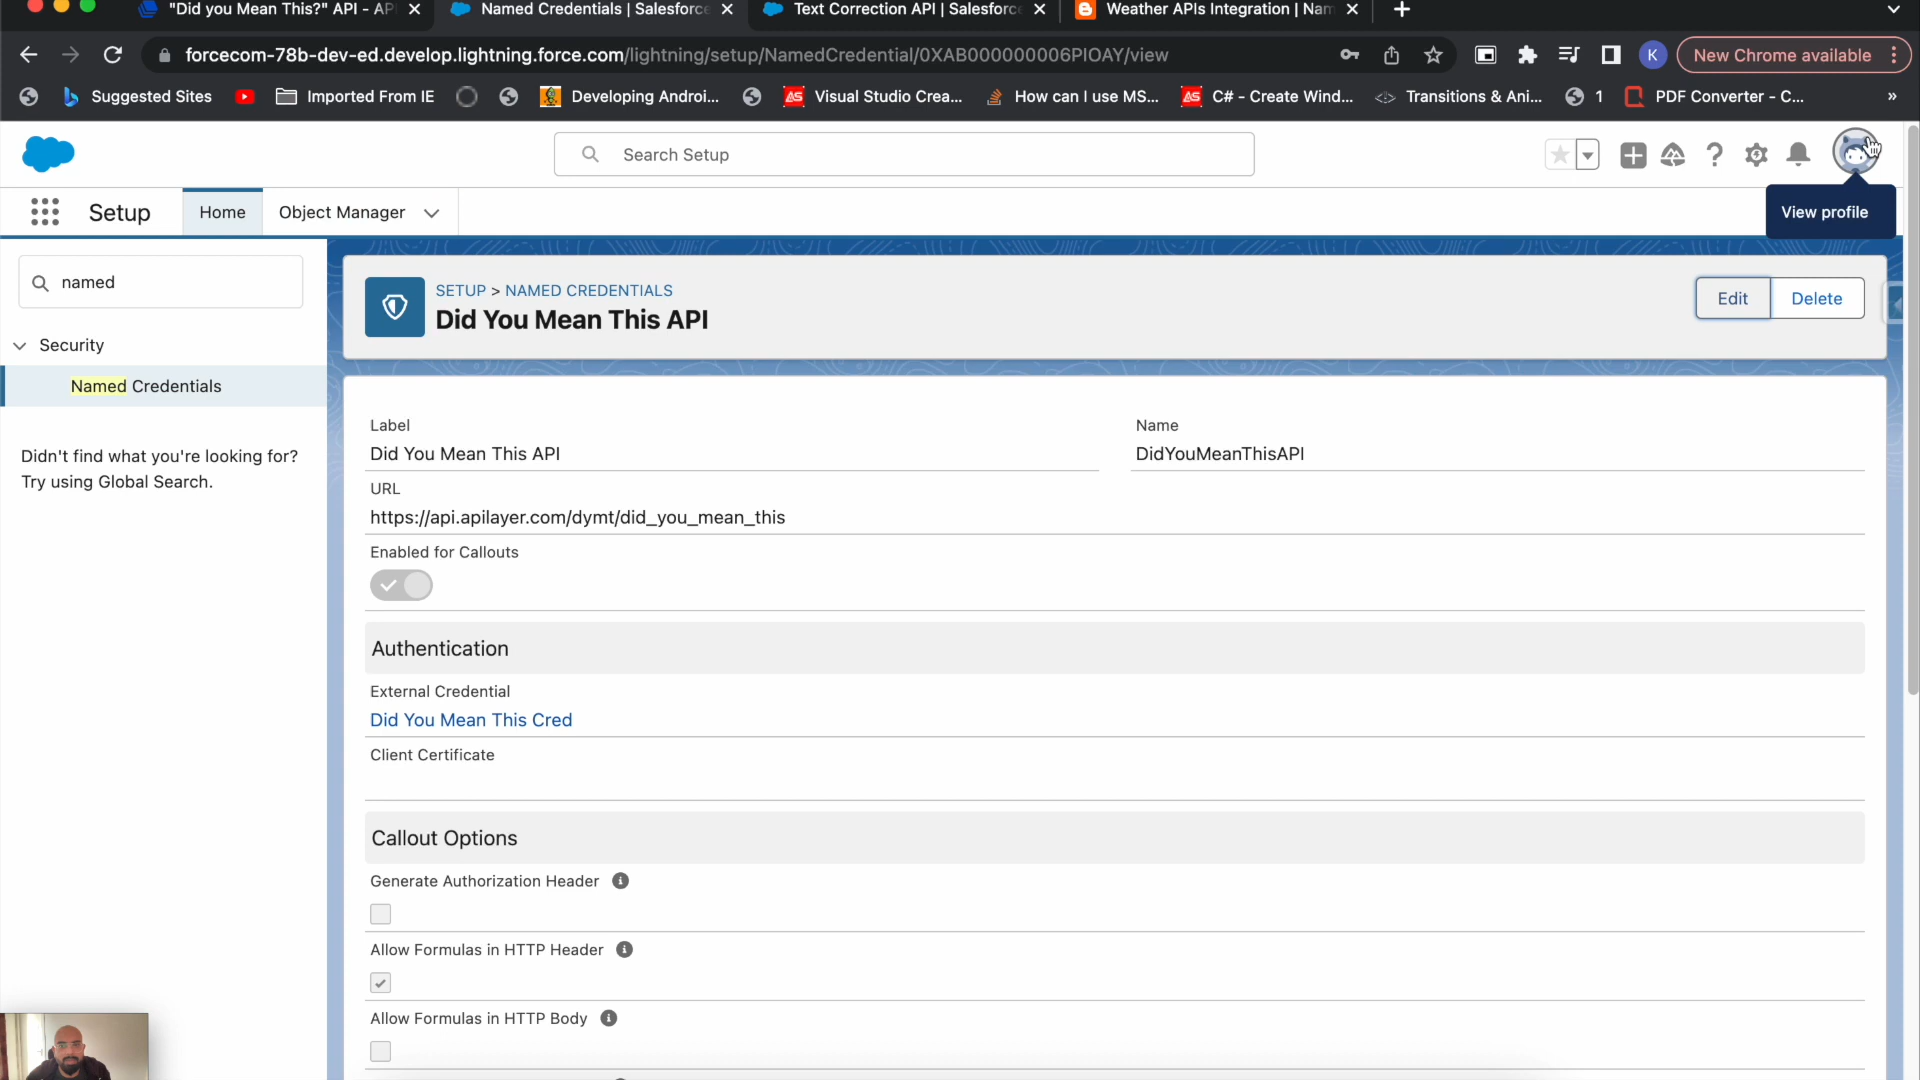 "Did you Mean This?" API - AP
Named Credentials | Salesforce
Text Correction API | Salesforce
Weather APIs Integration | Nam
forcecom-78b-dev-ed.develop.lightning.force.com/lightning/setup/NamedCredential/0XAB000000006PIOAY/view
K
New Chrome available
Suggested Sites
Imported From IE
Developing Androi...
Visual Studio Crea...
How can I use MS...
C# - Create Wind...
Transitions & Ani...
1
PDF Converter - C...
»
Search Setup
Setup
Home
Object Manager
View profile
named
Security
Named Credentials
Didn't find what you're looking for?
Try using Global Search.
SETUP > NAMED CREDENTIALS
Did You Mean This API
Edit
Delete
Label
Did You Mean This API
Name
DidYouMeanThisAPI
URL
https://api.apilayer.com/dymt/did_you_mean_this
Enabled for Callouts
Authentication
External Credential
Did You Mean This Cred
Client Certificate
Callout Options
Generate Authorization Header
Allow Formulas in HTTP Header
Allow Formulas in HTTP Body